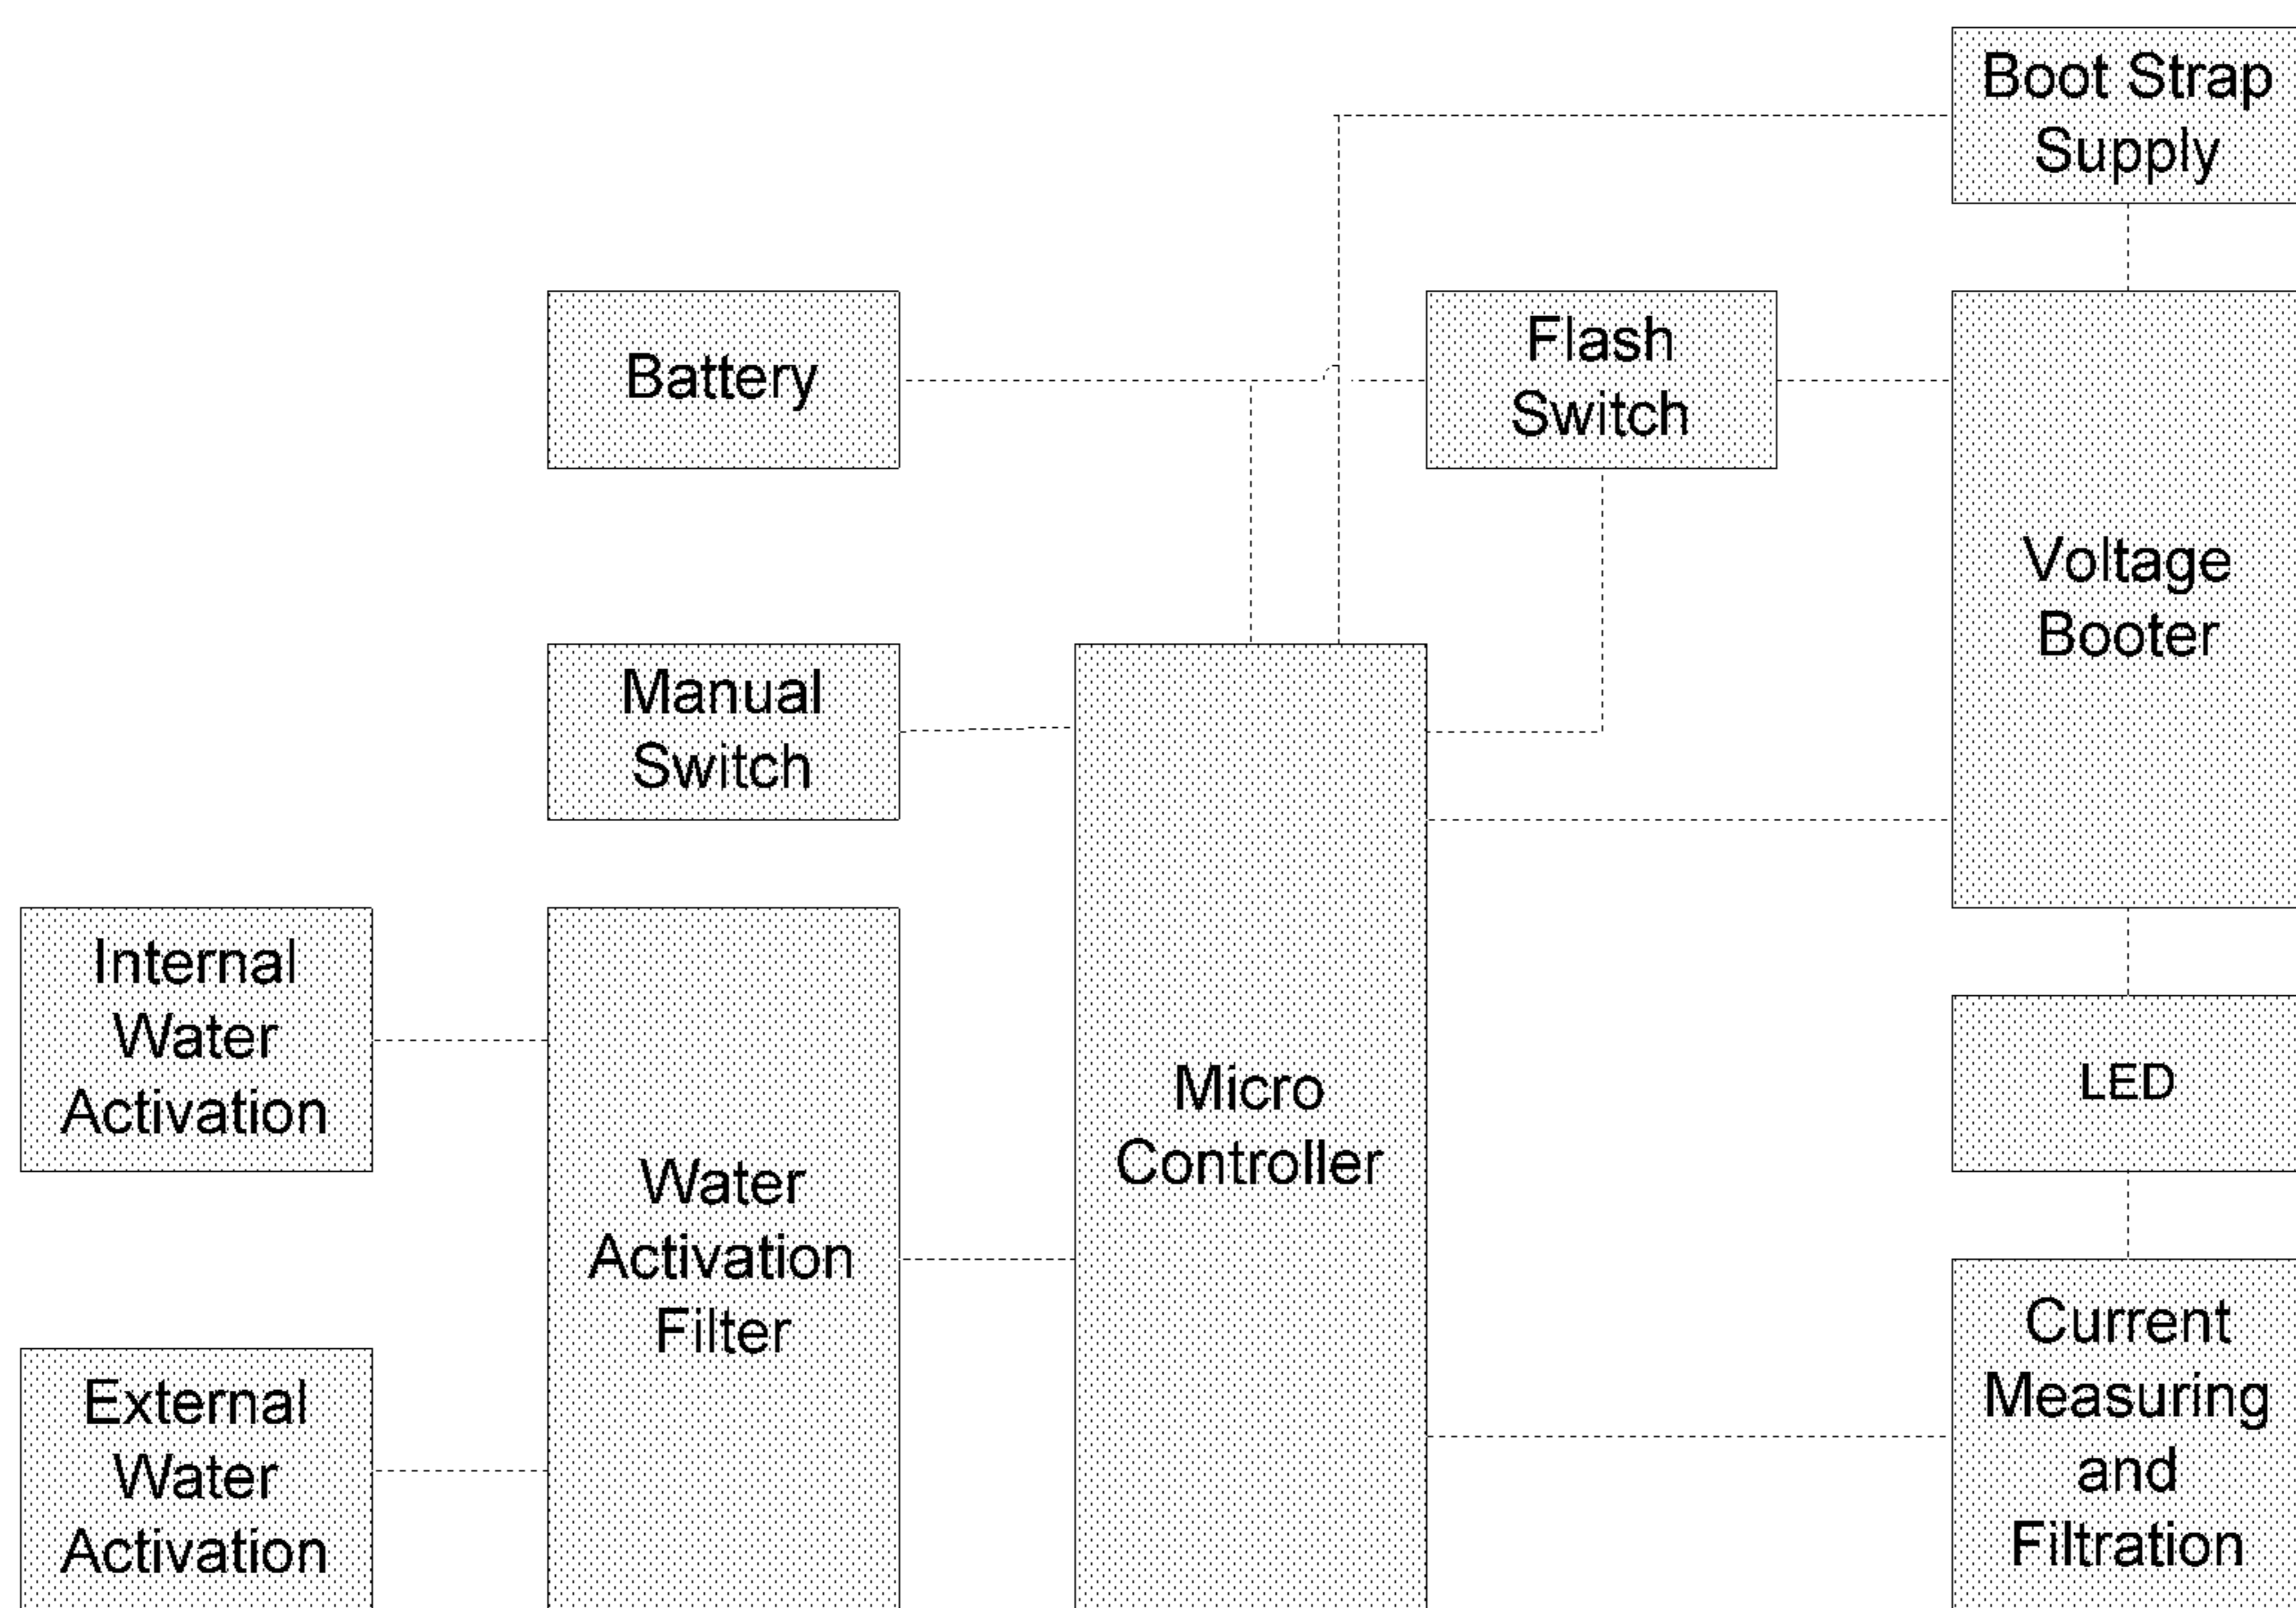 Boot Strap
Supply
Battery
Flash
Switch
Voltage
Booter
Manual
Switch
Internal
Water
Activation
Water
Activation
Filter
Micro
Controller
LED
External
Water
Activation
Current
Measuring
and
Filtration